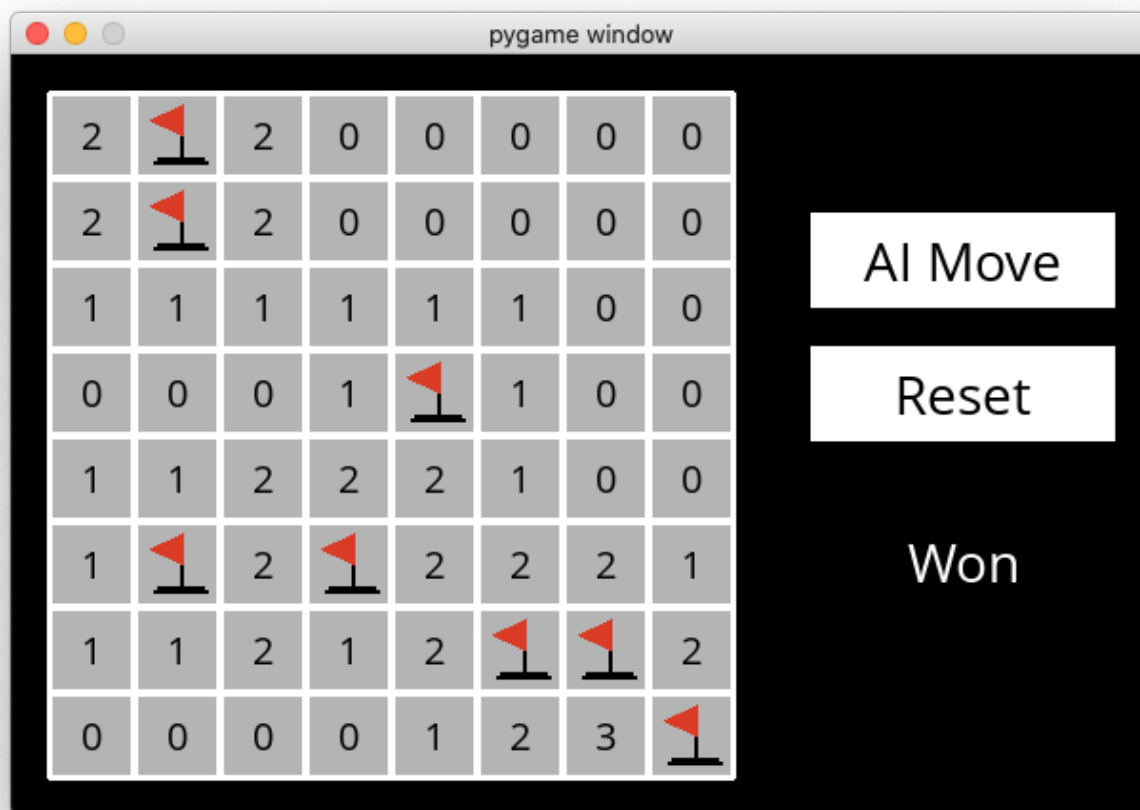 pygame window
2 2 0 0 0 0 0
2 2 0 0 0 0 0
1 1 1 1 1 1 0 0
0 0 0 1 1 0 0
1 1 2 2 2 1 0 0
1 2 2 2 2 1
1 1 2 1 2 2
0 0 0 0 1 2 3
AI Move
Reset
Won